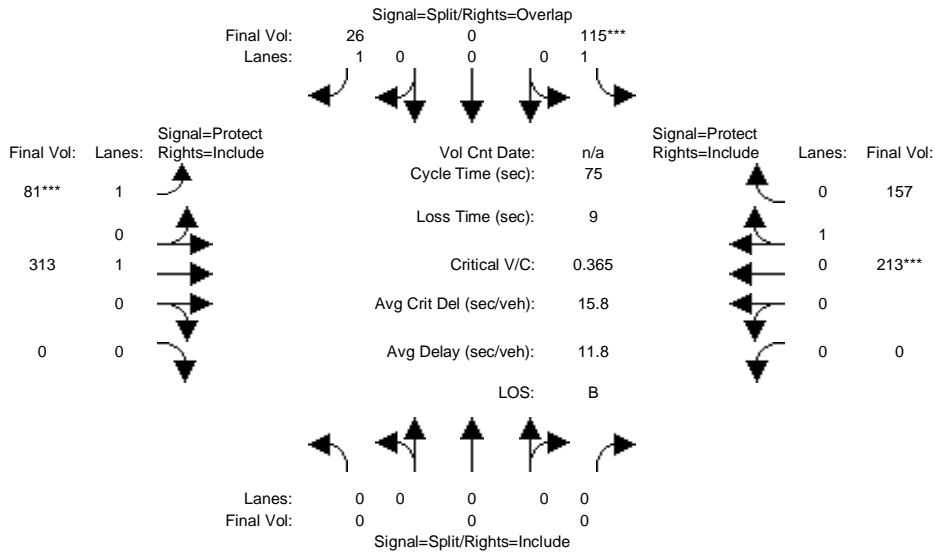 Signal=Split/Rights=Overlap
Final Vol: 26 0 115***
Lanes: 1 0 0 0 1
Signal=Protect Signal=Protect
Final Vol: Lanes: Rights=Include Vol Cnt Date: n/a Rights=Include Lanes: Final Vol:
Cycle Time (sec): 75
81*** 1 0 157
Loss Time (sec): 9
0 1
313 1 Critical V/C: 0.365 0 213***
0 Avg Crit Del (sec/veh): 15.8 0
0 0 Avg Delay (sec/veh): 11.8 0 0
LOS: B
Lanes: 0 0 0 0 0
Final Vol: 0 0 0
Signal=Split/Rights=Include